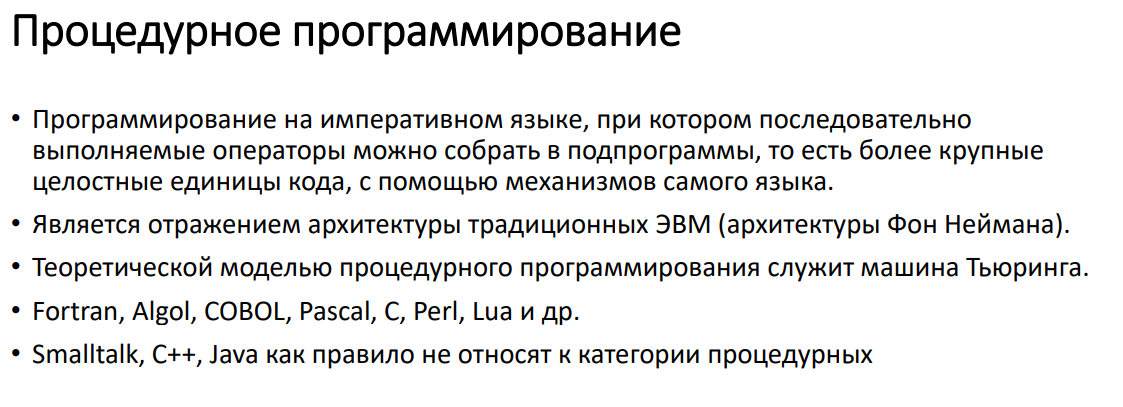 Процедурное программирование
• Программирование на императивном языке, при котором последовательно
выполняемые операторы можно собрать в подпрограммы, то есть более крупные
целостные единицы кода, с помощью механизмов самого языка.
• Является отражением архитектуры традиционных ЭВМ (архитектуры Фон Неймана).
• Теоретической моделью процедурного программирования служит машина Тьюринга.
• Fortran, Algol, COBOL, Pascal, C, Perl, Lua и др.
• Smalltalk, C++, Java как правило не относят к категории процедурных